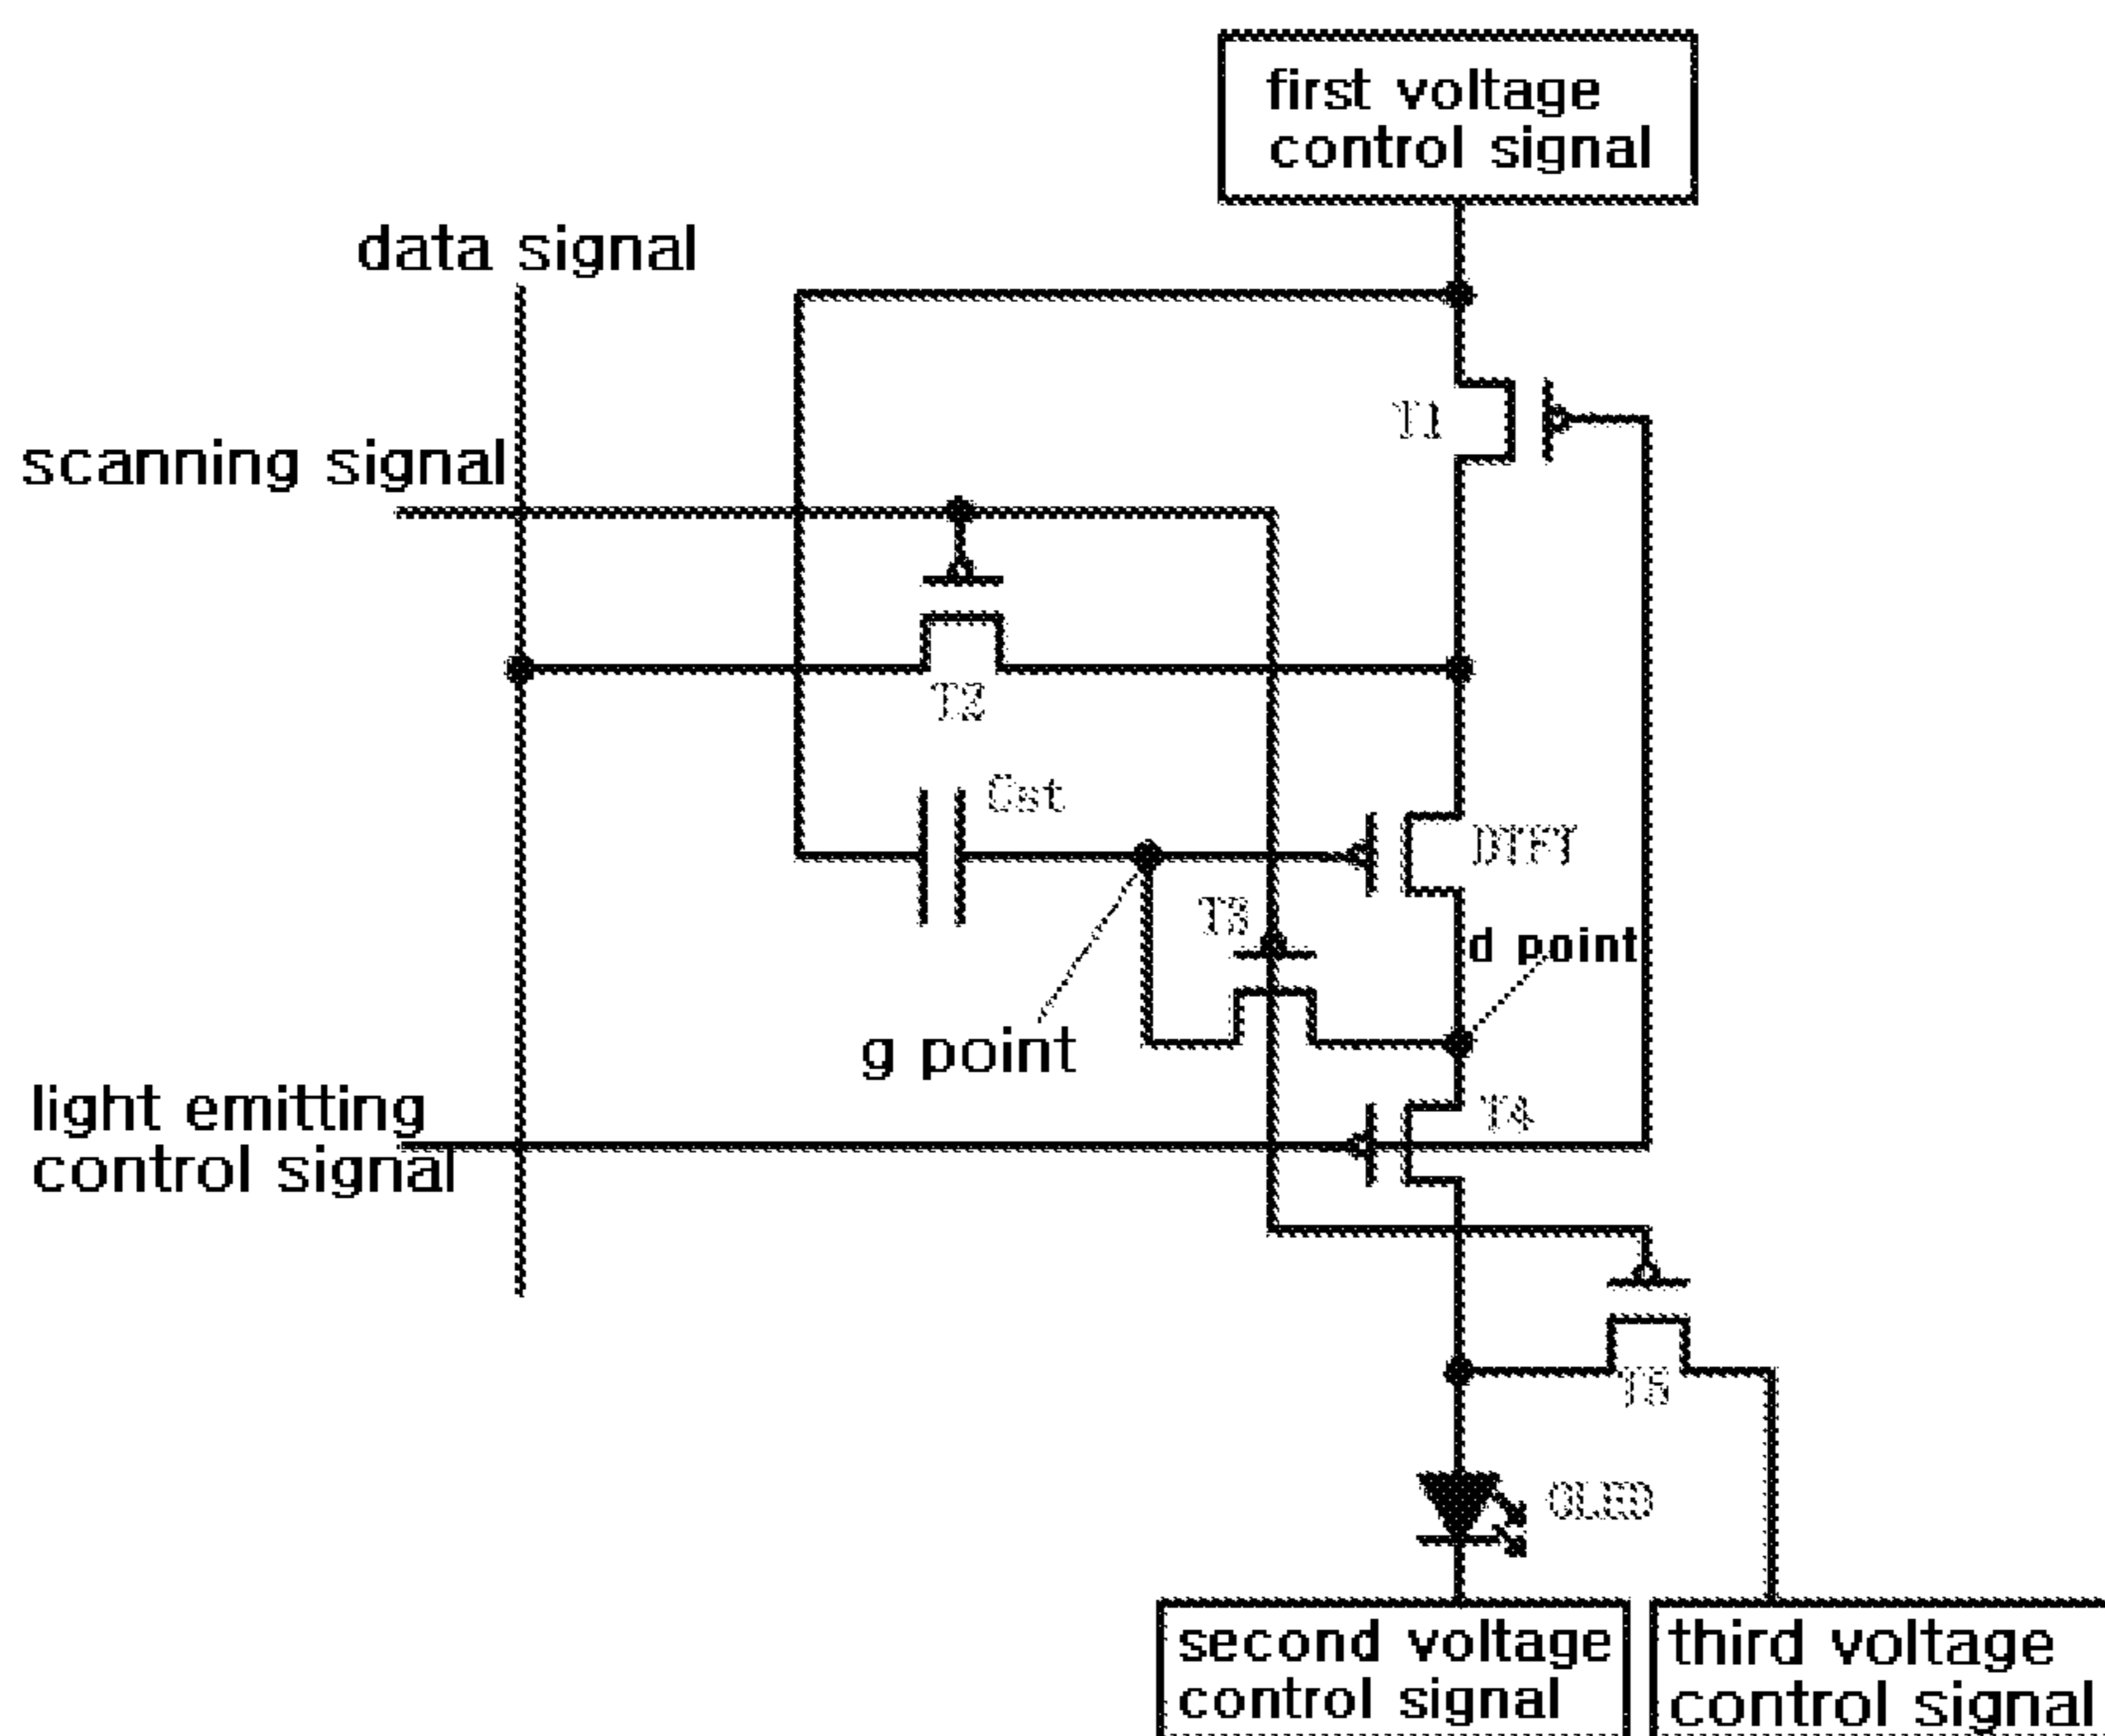 first voltage
control signal
data signal
scanning signal
T1
T2
Cst
DTFT
T3
d point
g point
light emitting
control signal
T4
T5
OLED
second voltage
control signal
third voltage
control signal